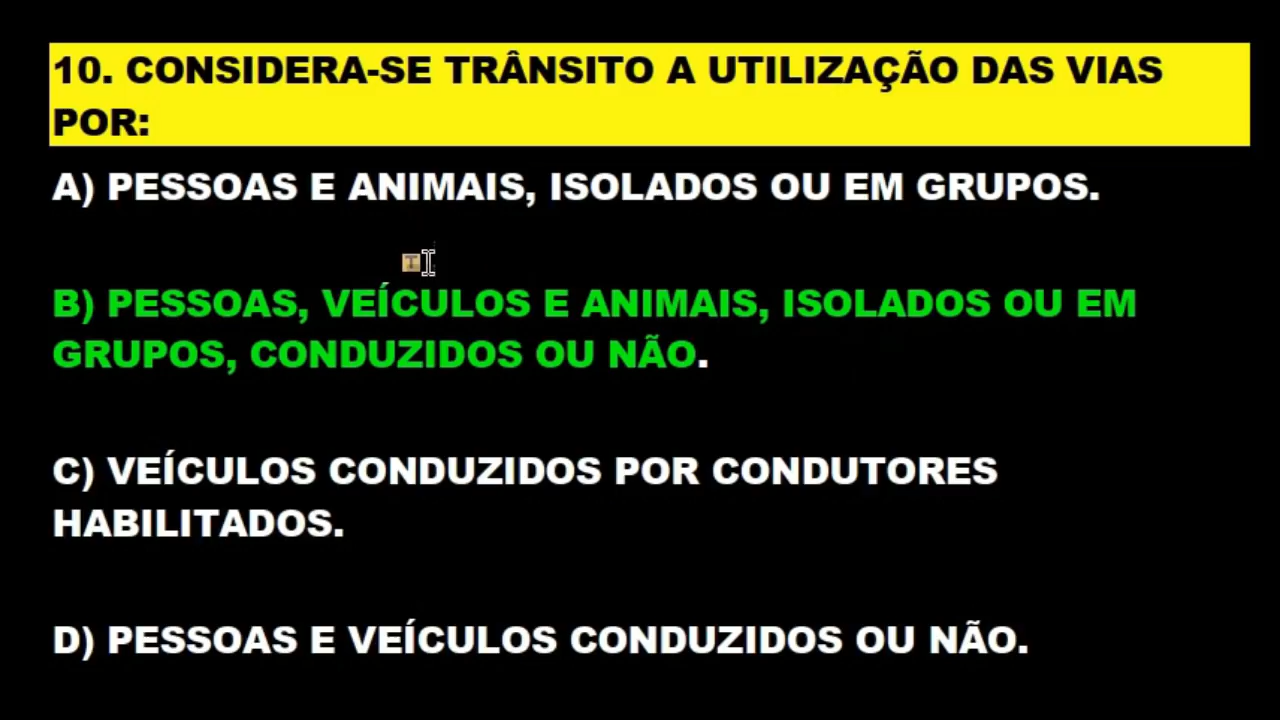 10. CONSIDERA-SE TRÂNSITO A UTILIZAÇÃO DAS VIAS
POR:
A) PESSOAS E ANIMAIS, ISOLADOS OU EM GRUPOS.
B) PESSOAS, VEÍCULOS E ANIMAIS, ISOLADOS OU EM
GRUPOS, CONDUZIDOS OU NÃO.
C) VEÍCULOS CONDUZIDOS POR CONDUTORES
HABILITADOS.
D) PESSOAS E VEÍCULOS CONDUZIDOS OU NÃO.